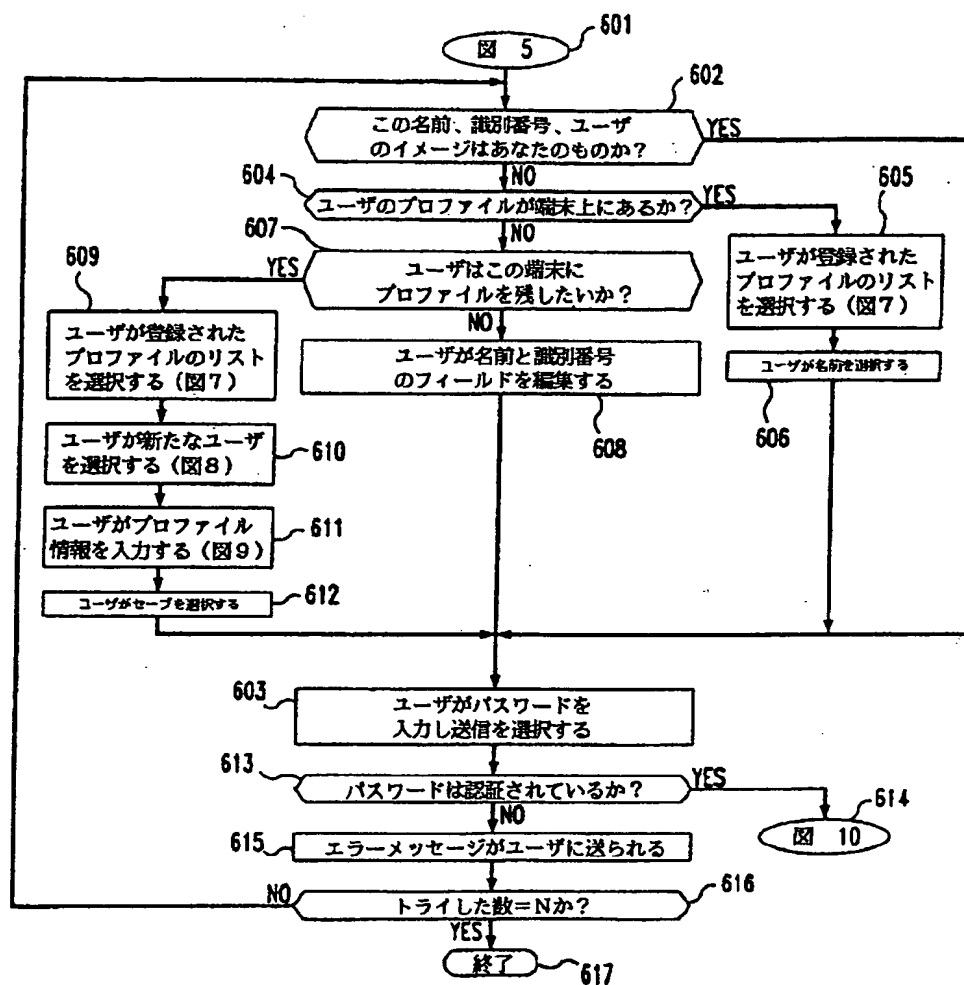 601
図 5
602
この名前、識別番号、ユーザ
のイメージはあなたのものか?
YES
NO
604
ユーザのプロファイルが端末上にあるか?
YES
605
NO
607
ユーザはこの端末に
プロファイルを残したいか?
YES
609
NO
ユーザが登録された
プロファイルのリスト
を選択する(図7)
ユーザが登録された
プロファイルのリスト
を選択する(図7)
ユーザが名前と識別番号
のフィールドを編集する
608
ユーザが名前を選択する
606
ユーザが新たなユーザ
を選択する(図8)
610
ユーザがプロファイル
情報を入力する(図9)
611
ユーザがセーブを選択する
612
603
ユーザがパスワードを
入力し送信を選択する
613
パスワードは認証されているか?
YES
NO
614
図 10
615
エラーメッセージがユーザに送られる
616
NO
トライした数=Nか?
YES
終了
617